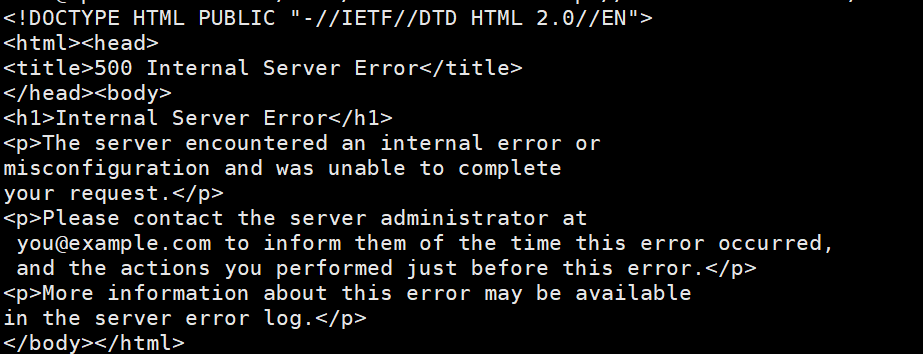 <!DOCTYPE HTML PUBLIC "-//IETF//DTD HTML 2.0//EN">
<html><head>
<title>500 Internal Server Error</title>
</head><body>
<h1>Internal Server Error</h1>
<p>The server encountered an internal error or
misconfiguration and was unable to complete
your request.</p>
<p>Please contact the server administrator at
 you@example.com to inform them of the time this error occurred,
 and the actions you performed just before this error.</p>
<p>More information about this error may be available
in the server error log.</p>
</body></html>